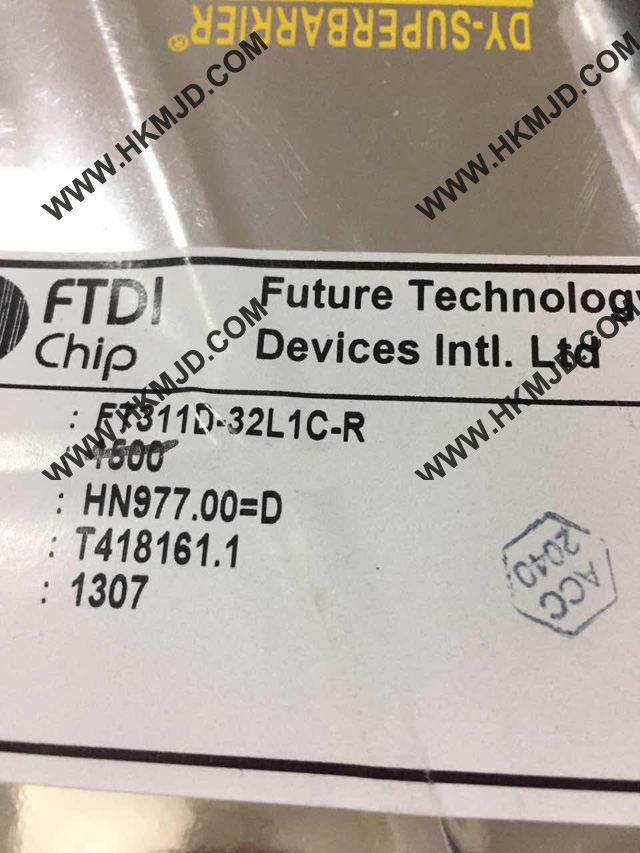 DY-SUPERBARRIER®
WWW.HKMJD.COM
WWW.HKMJD.COM
FTDI
Chip
Future Technology
Devices Intl. Ltd
: FT311D-32L1C-R
: 1500
: HN977.00=D
: T418161.1
: 1307
WWW.HKMJD.COM
WWW.HKMJD.COM
ACC
2040